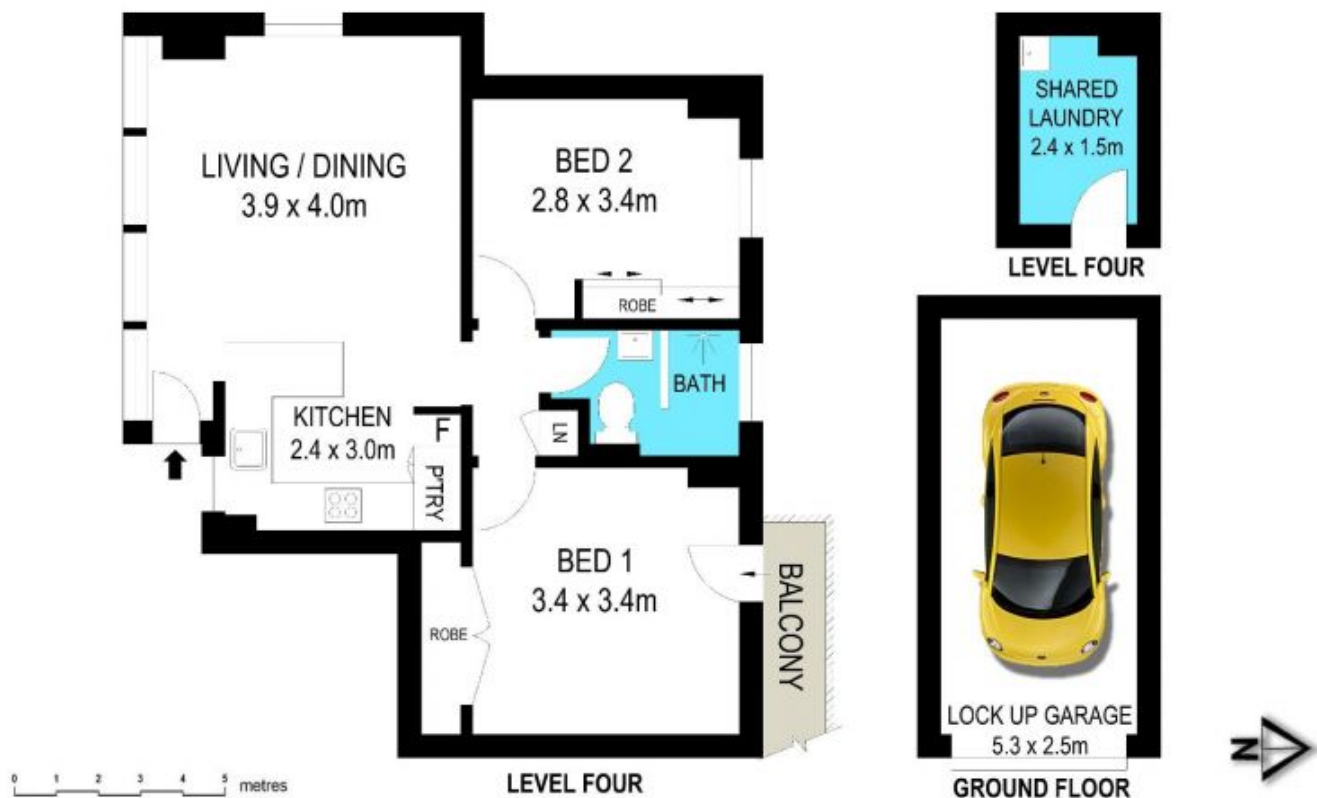 LIVING / DINING
3.9 x 4.0m
BED 2
2.8 x 3.4m
ROBE
BATH
KITCHEN
2.4 x 3.0m
F
P'TRY
LN
BED 1
3.4 x 3.4m
ROBE
BALCONY
0 1 2 3 4 5 metres
LEVEL FOUR
SHARED
LAUNDRY
2.4 x 1.5m
LEVEL FOUR
LOCK UP GARAGE
5.3 x 2.5m
GROUND FLOOR
N